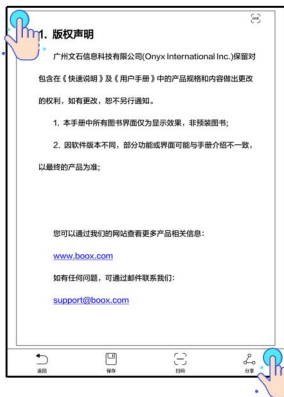 1. 版权声明
广州文石信息科技有限公司(Onyx International Inc.)保留对
包含在《快速说明》及《用户手册》中的产品规格和内容做出更改
的权利，如有更改，恕不另行通知。
1. 本手册中所有图书界面仅为显示效果，非预装图书;
2. 因软件版本不同，部分功能或界面可能与手册介绍不一致，
以最终的产品为准;
您可以通过我们的网站查看更多产品相关信息：
www.boox.com
如有任何问题，可通过邮件联系我们：
support@boox.com
返回 保存 扫码 分享